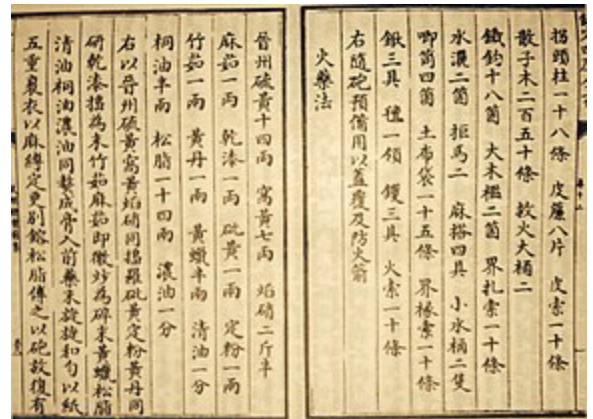 拐頭柱一十八條 皮簾八片 皮索一十條
散子木二百五十條 救火大桶二
鐵鈎十八箇 大木檻二箇 界扎索一十條
水濺二箇 拒馬二 麻搭四具 小水桶二隻
唧筒四箇 土布袋一十五條 界椽索一十條
鍬三具 氊一領 钁三具 火索一十條
右隨砲預備用以蓋覆及防火箭
火藥法
晉州硫黃十四兩 窩黃七兩 焰硝二斤半
麻茹一兩 乾漆一兩 砒黃一兩 定粉一兩
竹茹一兩 黃丹一兩 黃蠟半兩 清油一分
桐油半兩 松脂一十四兩 濃油一分
右以晉州硫黃窩黃焰硝同搗羅砒黃定粉黃丹同
研乾漆搗為末竹茹麻茹即微炒為碎末黃蠟松脂
清油桐油濃油同熬成膏入前藥末旋旋和勻以紙
五重裹衣以麻縛定更別鎔松脂傅之以砲放復有